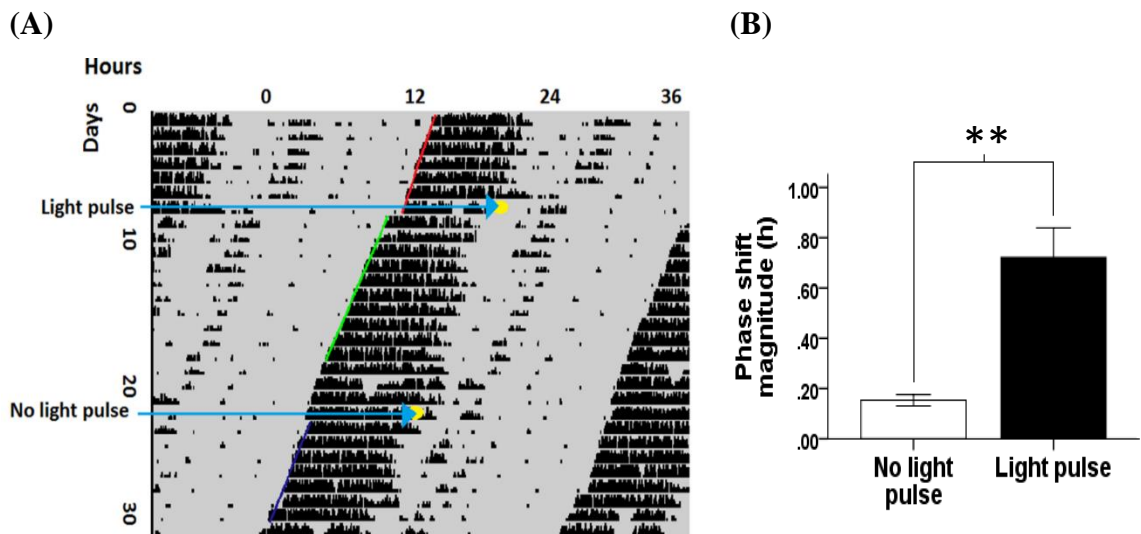 (A)
Hours
0 12 24 36
Days
0
Light pulse
10
20
No light pulse
30
(B)
**
Phase shift
magnitude (h)
1.00
.80
.60
.40
.20
.00
No light
pulse
Light pulse